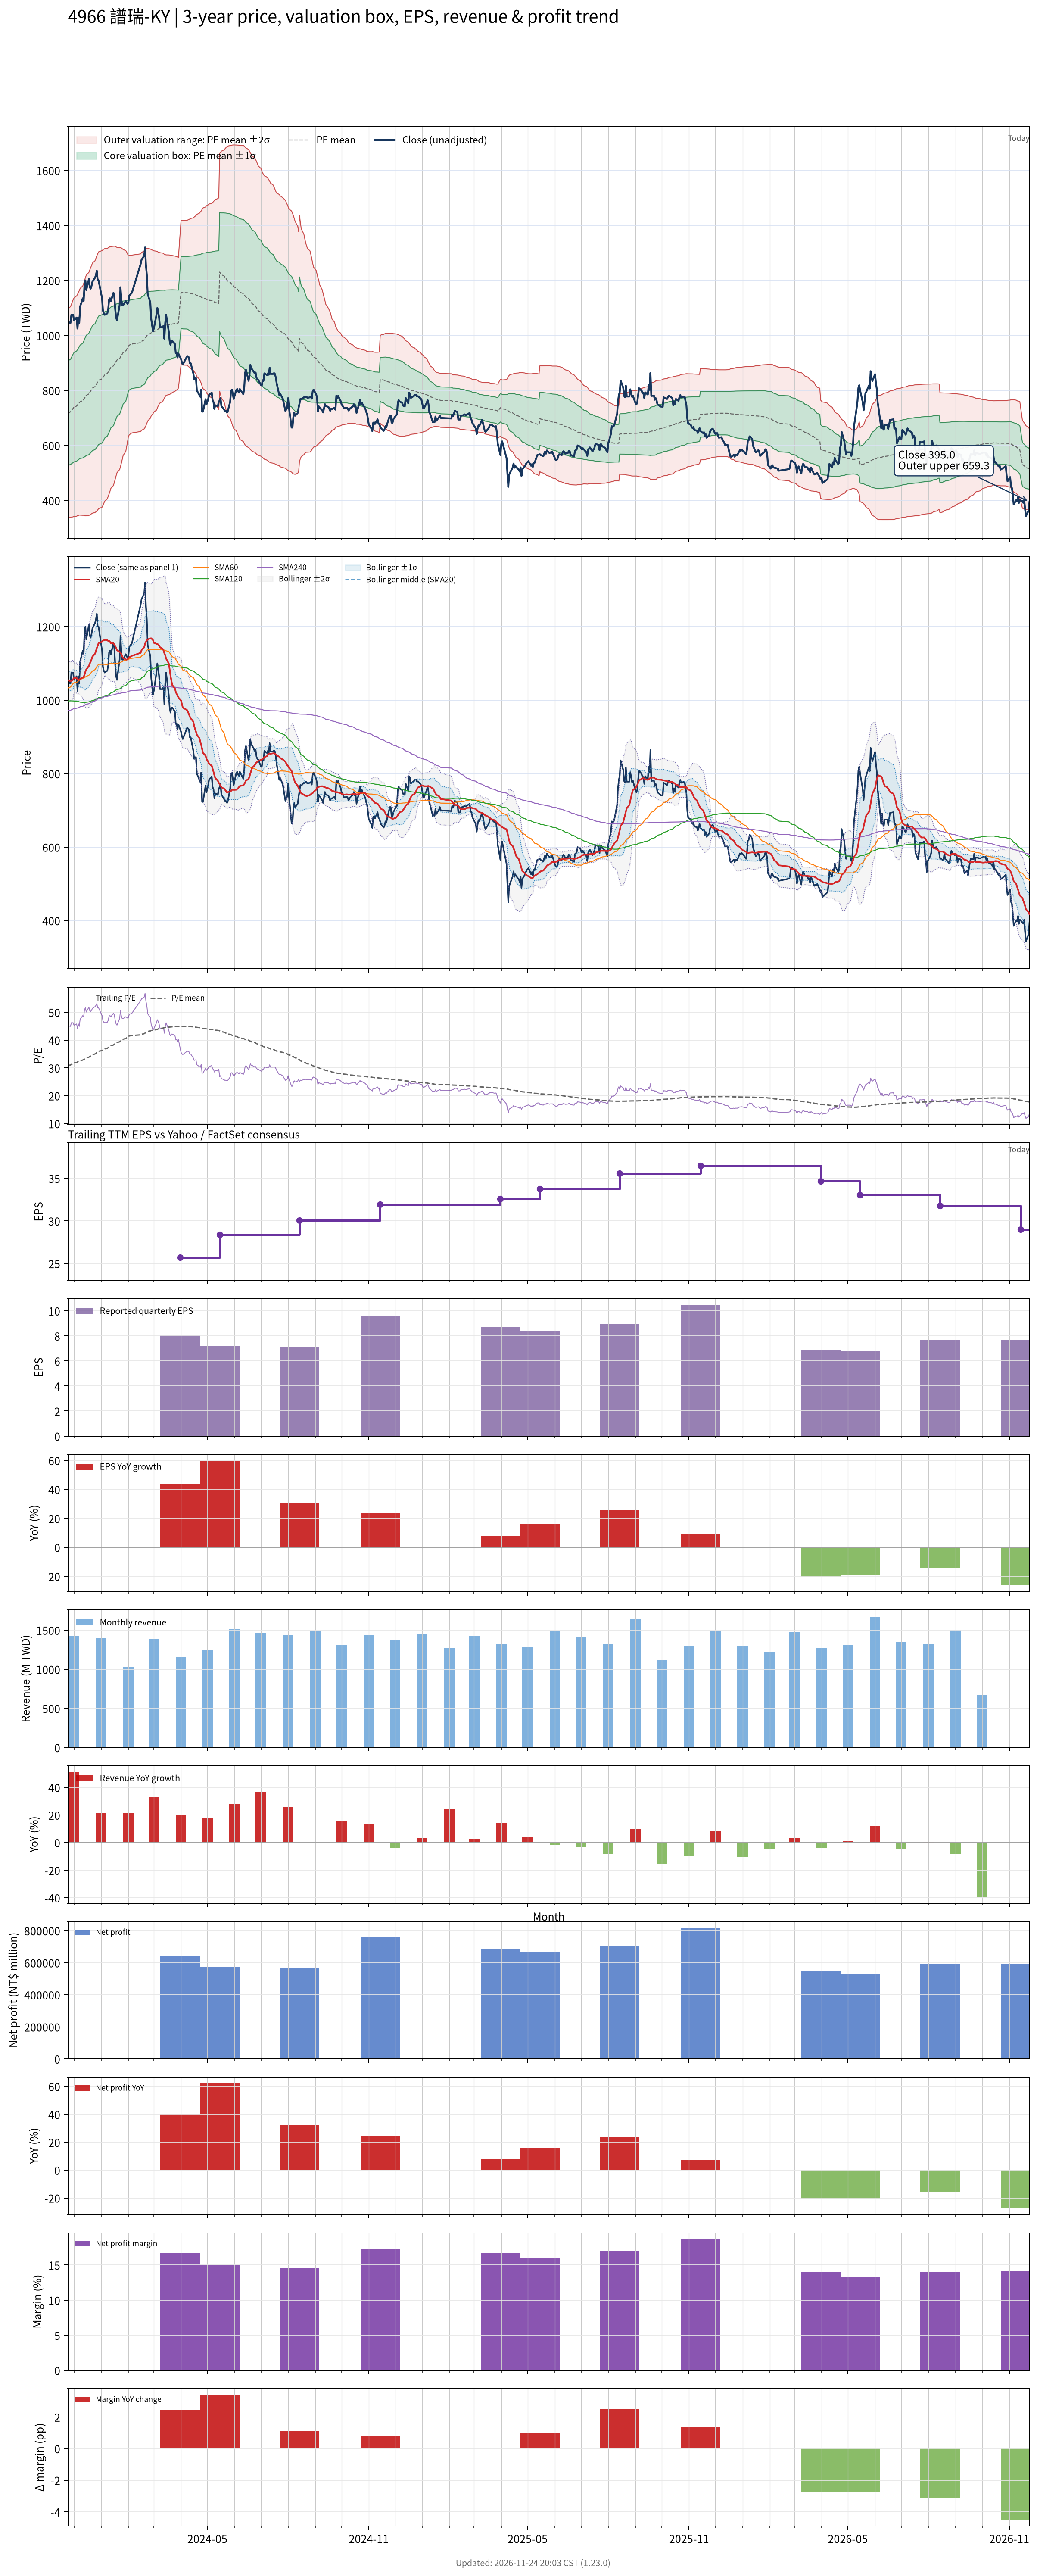 4966 譜瑞-KY | 3-year price, valuation box, EPS, revenue & profit trend
Outer valuation range: PE mean ±2σ
PE mean
Close (unadjusted)
Core valuation box: PE mean ±1σ
Today
Price (TWD)
1600
1400
1200
1000
800
600
400
Close 395.0
Outer upper 659.3
Close (same as panel 1)
SMA60
SMA240
Bollinger ±1σ
SMA20
SMA120
Bollinger ±2σ
Bollinger middle (SMA20)
Price
1200
1000
800
600
400
Trailing P/E
P/E mean
P/E
50
40
30
20
10
Trailing TTM EPS vs Yahoo / FactSet consensus
Today
EPS
35
30
25
Reported quarterly EPS
EPS
10
8
6
4
2
0
EPS YoY growth
YoY (%)
60
40
20
0
-20
Monthly revenue
Revenue (M TWD)
1500
1000
500
0
Revenue YoY growth
YoY (%)
40
20
0
-20
-40
Month
Net profit
Net profit (NT$ million)
800000
600000
400000
200000
0
Net profit YoY
YoY (%)
60
40
20
0
-20
Net profit margin
Margin (%)
15
10
5
0
Margin YoY change
Δ margin (pp)
2
0
-2
-4
2024-05
2024-11
2025-05
2025-11
2026-05
2026-11
Updated: 2026-11-24 20:03 CST (1.23.0)